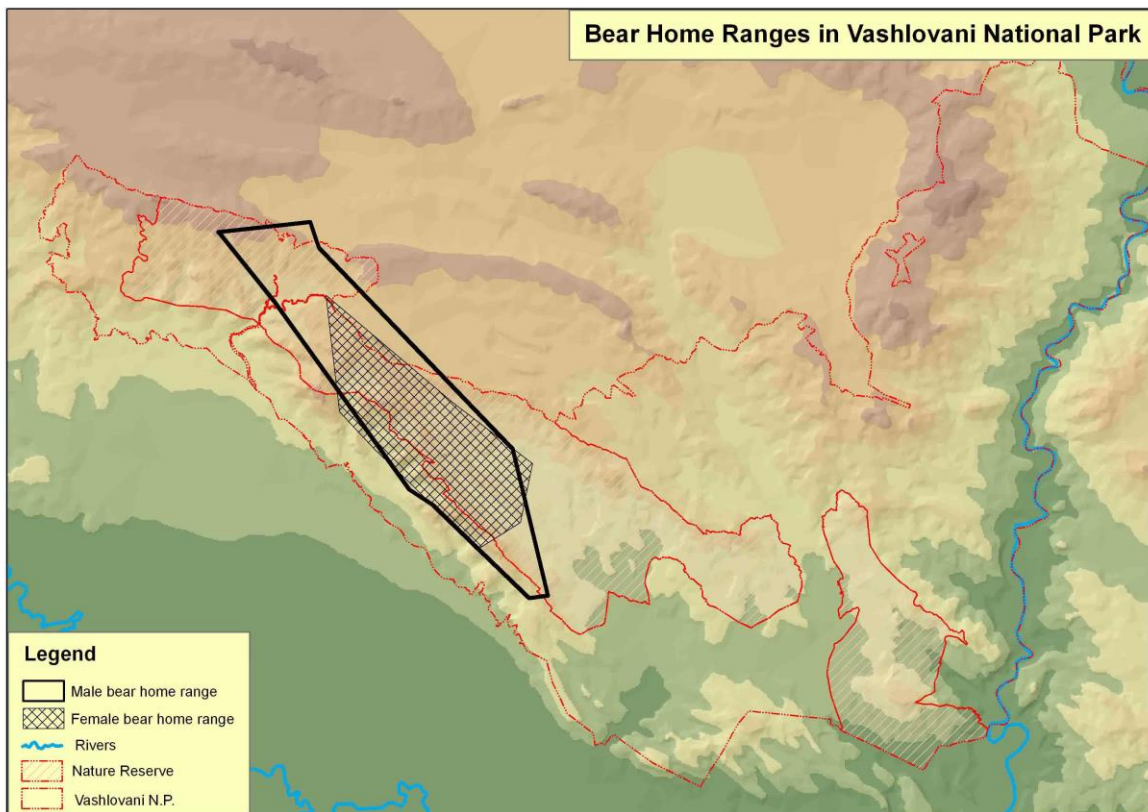 Bear Home Ranges in Vashlovani National Park
Legend
Male bear home range
Female bear home range
Rivers
Nature Reserve
Vashlovani N.P.